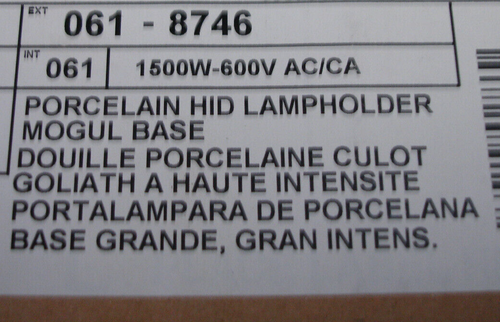 EXT 061 - 8746
INT 061 1500W-600V AC/CA
PORCELAIN HID LAMPHOLDER
MOGUL BASE
DOUILLE PORCELAINE CULOT
GOLIATH A HAUTE INTENSITE
PORTALAMPARA DE PORCELANA
BASE GRANDE, GRAN INTENS.